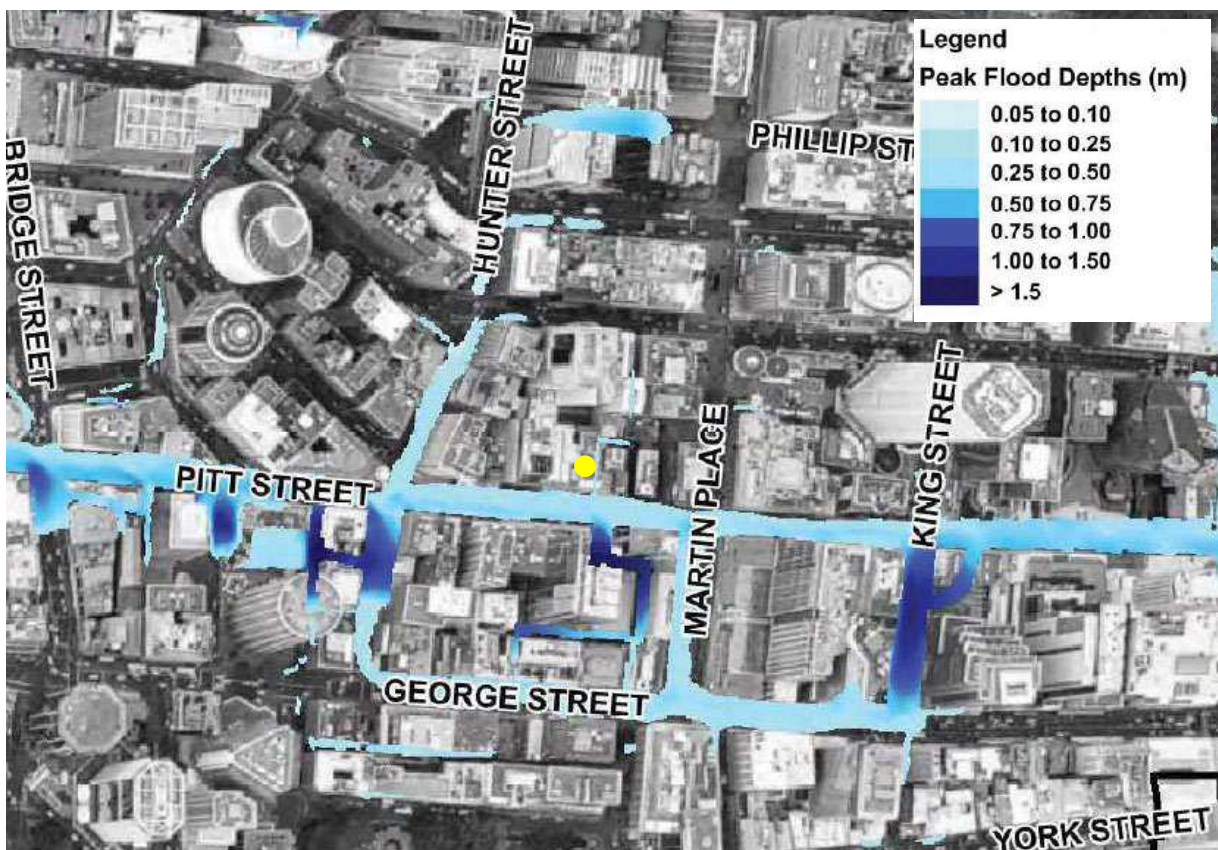 Legend
Peak Flood Depths (m)
0.05 to 0.10
0.10 to 0.25
0.25 to 0.50
0.50 to 0.75
0.75 to 1.00
1.00 to 1.50
> 1.5
PHILLIP ST
HUNTER STREET
BRIDGE STREET
PITT STREET
MARTIN PLACE
KING STREET
GEORGE STREET
YORK STREET